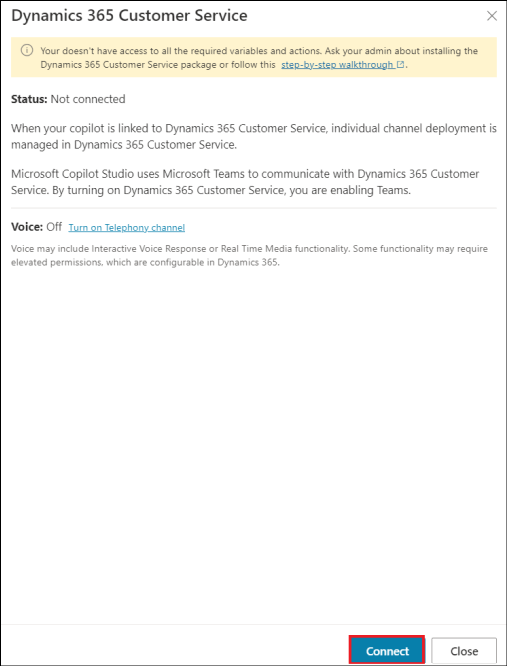 Dynamics 365 Customer Service
Your doesn't have access to all the required variables and actions. Ask your admin about installing the
Dynamics 365 Customer Service package or follow this step-by-step walkthrough.
Status: Not connected
When your copilot is linked to Dynamics 365 Customer Service, individual channel deployment is
managed in Dynamics 365 Customer Service.
Microsoft Copilot Studio uses Microsoft Teams to communicate with Dynamics 365 Customer
Service. By turning on Dynamics 365 Customer Service, you are enabling Teams.
Voice: Off Turn on Telephony channel
Voice may include Interactive Voice Response or Real Time Media functionality. Some functionality may require
elevated permissions, which are configurable in Dynamics 365.
Connect Close